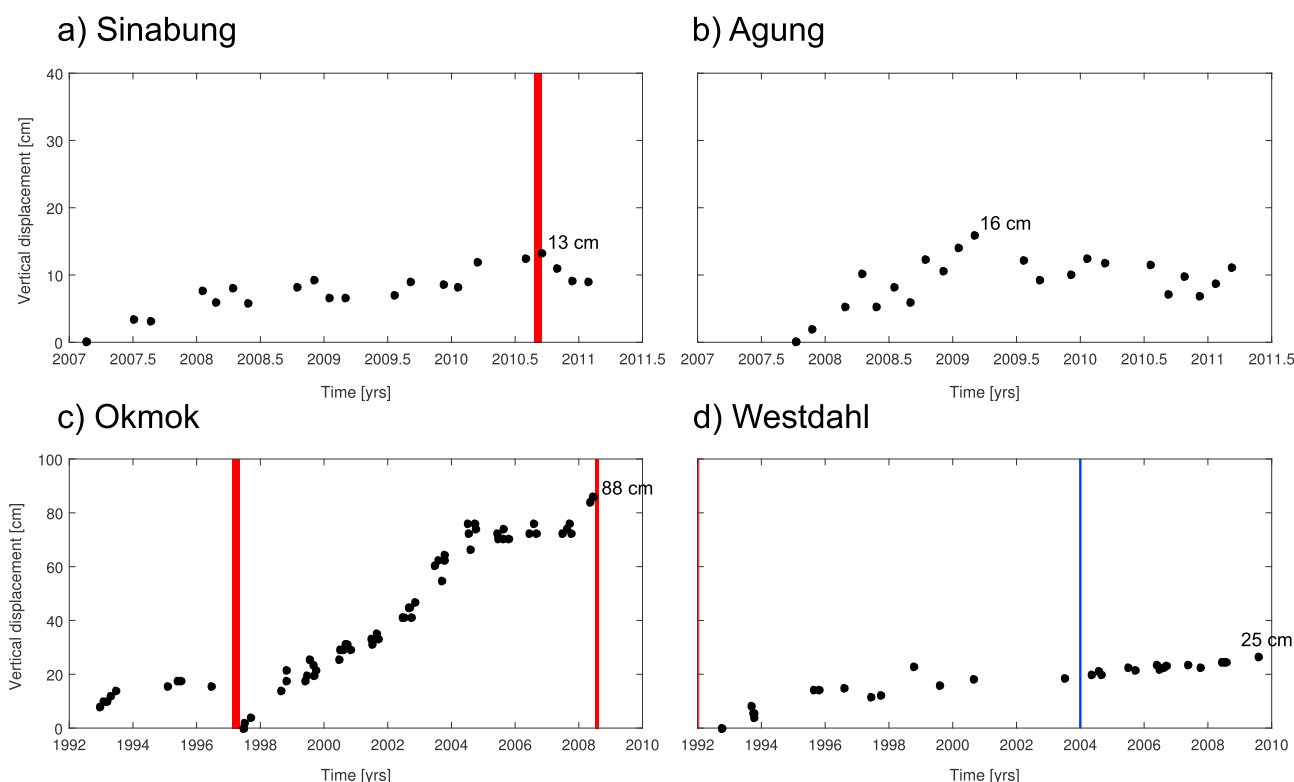 a) Sinabung
b) Agung
Vertical displacement [cm]
40
30
20
10
0
13 cm
16 cm
2007 2007.5 2008 2008.5 2009 2009.5 2010 2010.5 2011 2011.5
2007 2007.5 2008 2008.5 2009 2009.5 2010 2010.5 2011 2011.5
Time [yrs]
Time [yrs]
c) Okmok
d) Westdahl
Vertical displacement [cm]
100
80
60
40
20
0
88 cm
25 cm
1992 1994 1996 1998 2000 2002 2004 2006 2008 2010
1992 1994 1996 1998 2000 2002 2004 2006 2008 2010
Time [yrs]
Time [yrs]